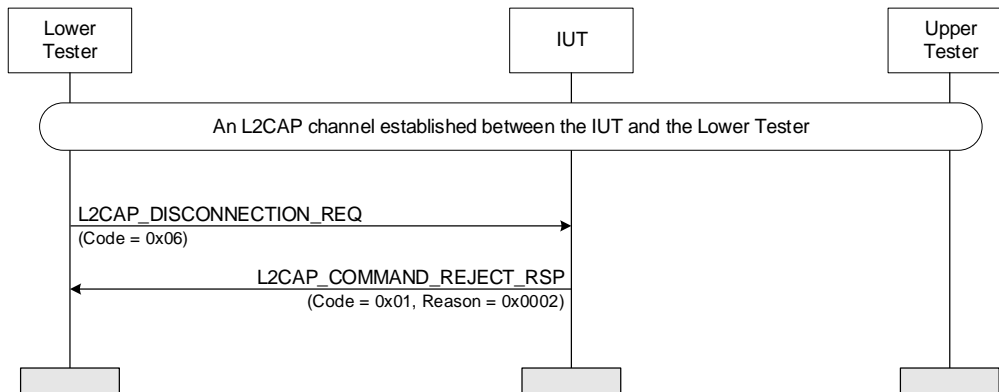 Lower
Tester
IUT
Upper
Tester
An L2CAP channel established between the IUT and the Lower Tester
L2CAP_DISCONNECTION_REQ
(Code = 0x06)
L2CAP_COMMAND_REJECT_RSP
(Code = 0x01, Reason = 0x0002)